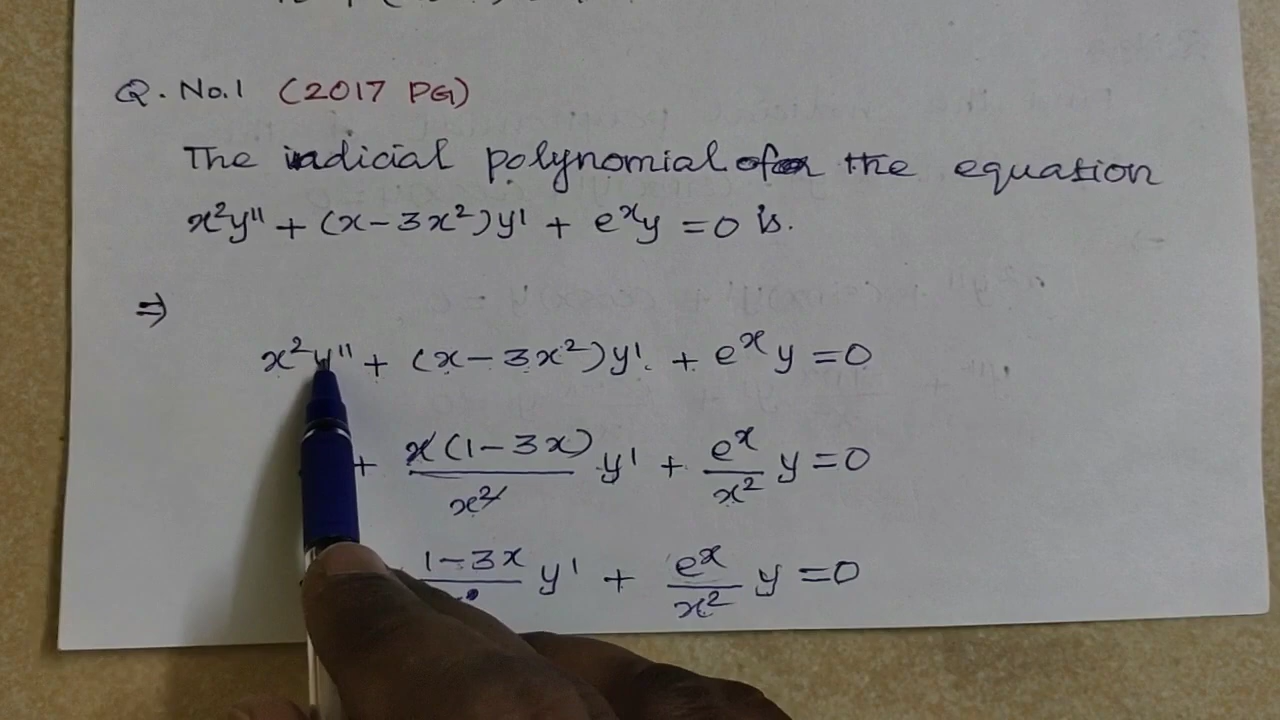 Q. No.1 (2017 PG)
The indicial polynomial for the equation
x²y'' + (x-3x²)y' + eˣy = 0 is.
⇒
x²y'' + (x-3x²)y' + eˣy = 0
+ x(1-3x)/x² y' + eˣ/x² y = 0
1-3x y' + eˣ/x² y = 0